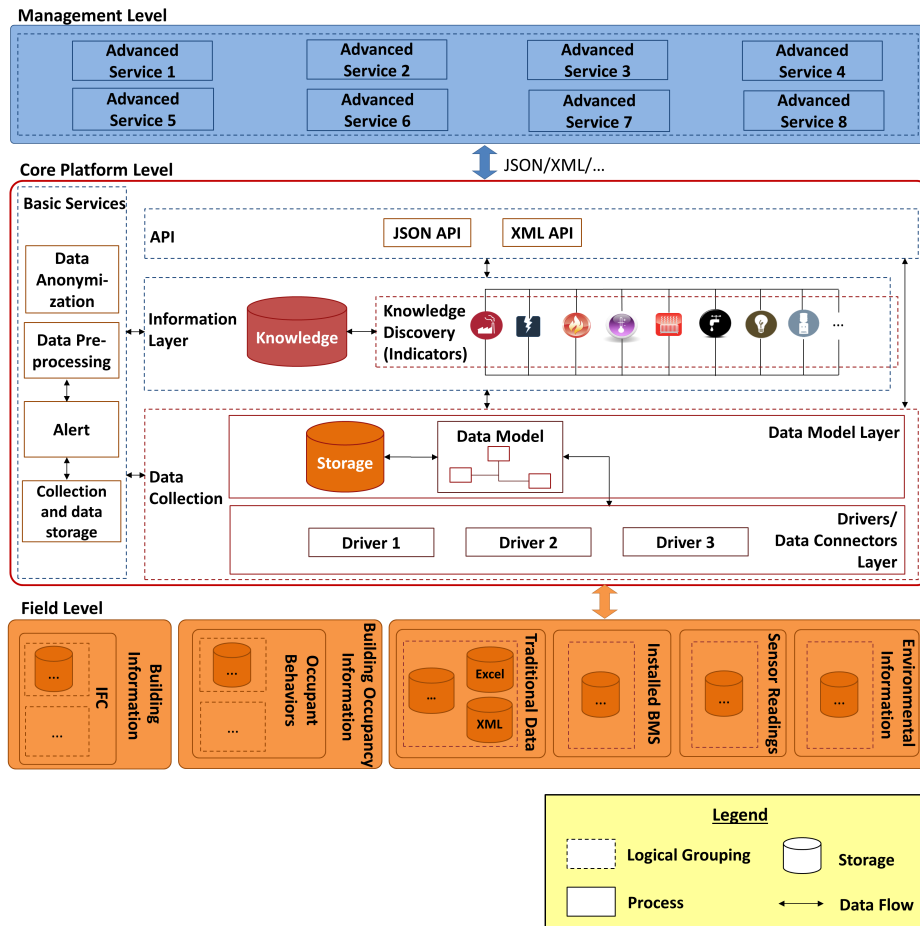 Management Level
Advanced
Service 1
Advanced
Service 2
Advanced
Service 3
Advanced
Service 4
Advanced
Service 5
Advanced
Service 6
Advanced
Service 7
Advanced
Service 8
JSON/XML/...
Core Platform Level
Basic Services
Data
Anonymi-
zation
Data Pre-
processing
Alert
Collection
and data
storage
API
JSON API
XML API
Information
Layer
Knowledge
Knowledge
Discovery
(Indicators)
...
Data
Collection
Storage
Data Model
Data Model Layer
Driver 1
Driver 2
Driver 3
Drivers/
Data Connectors
Layer
Field Level
...
...
IFC
Building
Information
...
...
Occupant
Behaviors
Building Occupancy
Information
...
Excel
XML
Traditional Data
...
Installed BMS
...
Sensor Readings
...
Environmental
Information
Legend
Logical Grouping
Storage
Process
Data Flow